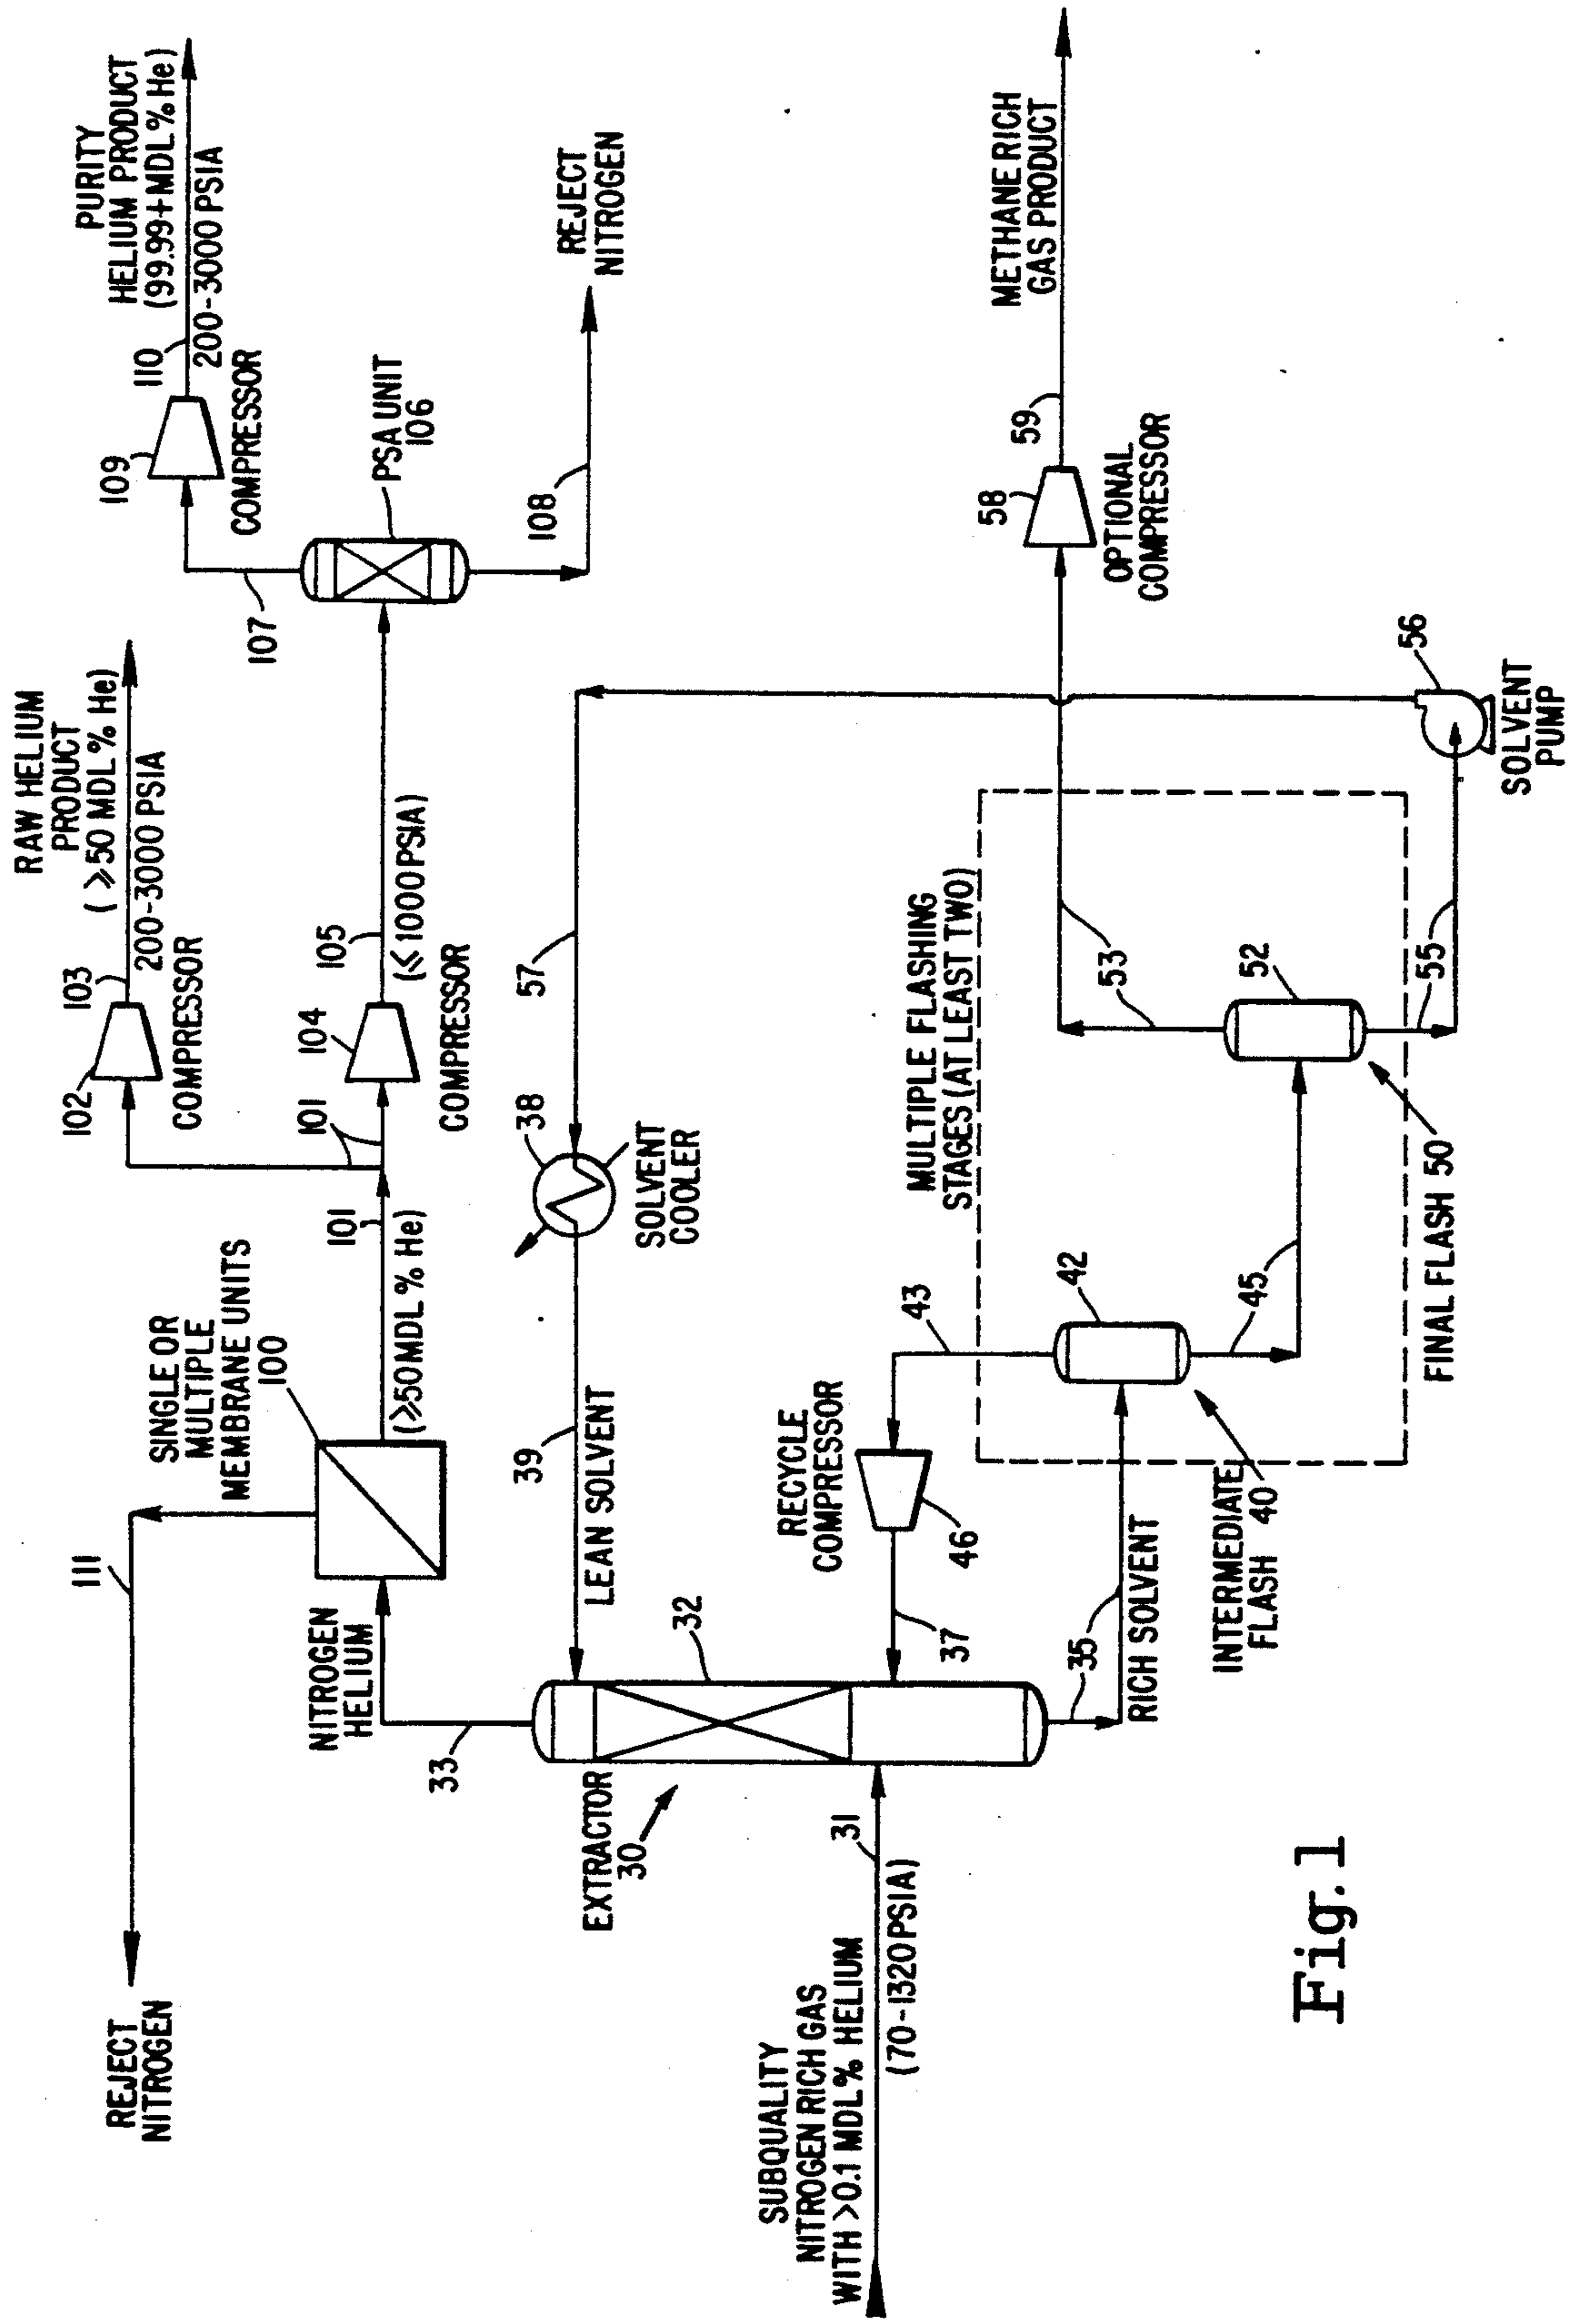 REJECT
NITROGEN
111
SINGLE OR
MULTIPLE
MEMBRANE UNITS
100
NITROGEN
HELIUM
33
101
(≥50 MDL % He)
101
102
COMPRESSOR
103
RAW HELIUM
PRODUCT
(≥50 MDL % He)
200-3000 PSIA
104
COMPRESSOR
105
(≤1000 PSIA)
107
PSA UNIT
106
109
COMPRESSOR
110
PURITY
HELIUM PRODUCT
(99.99+MDL % He)
200-3000 PSIA
108
REJECT
NITROGEN
EXTRACTOR
30
32
39
LEAN SOLVENT
38
SOLVENT
COOLER
57
SUBQUALITY
NITROGEN RICH GAS
WITH >0.1 MDL % HELIUM
31
(70-1320 PSIA)
37
RECYCLE
COMPRESSOR
46
43
35
RICH SOLVENT
INTERMEDIATE
FLASH 40
42
45
MULTIPLE FLASHING
STAGES (AT LEAST TWO)
53
52
55
FINAL FLASH 50
56
SOLVENT
PUMP
58
OPTIONAL
COMPRESSOR
59
METHANE RICH
GAS PRODUCT
Fig.1